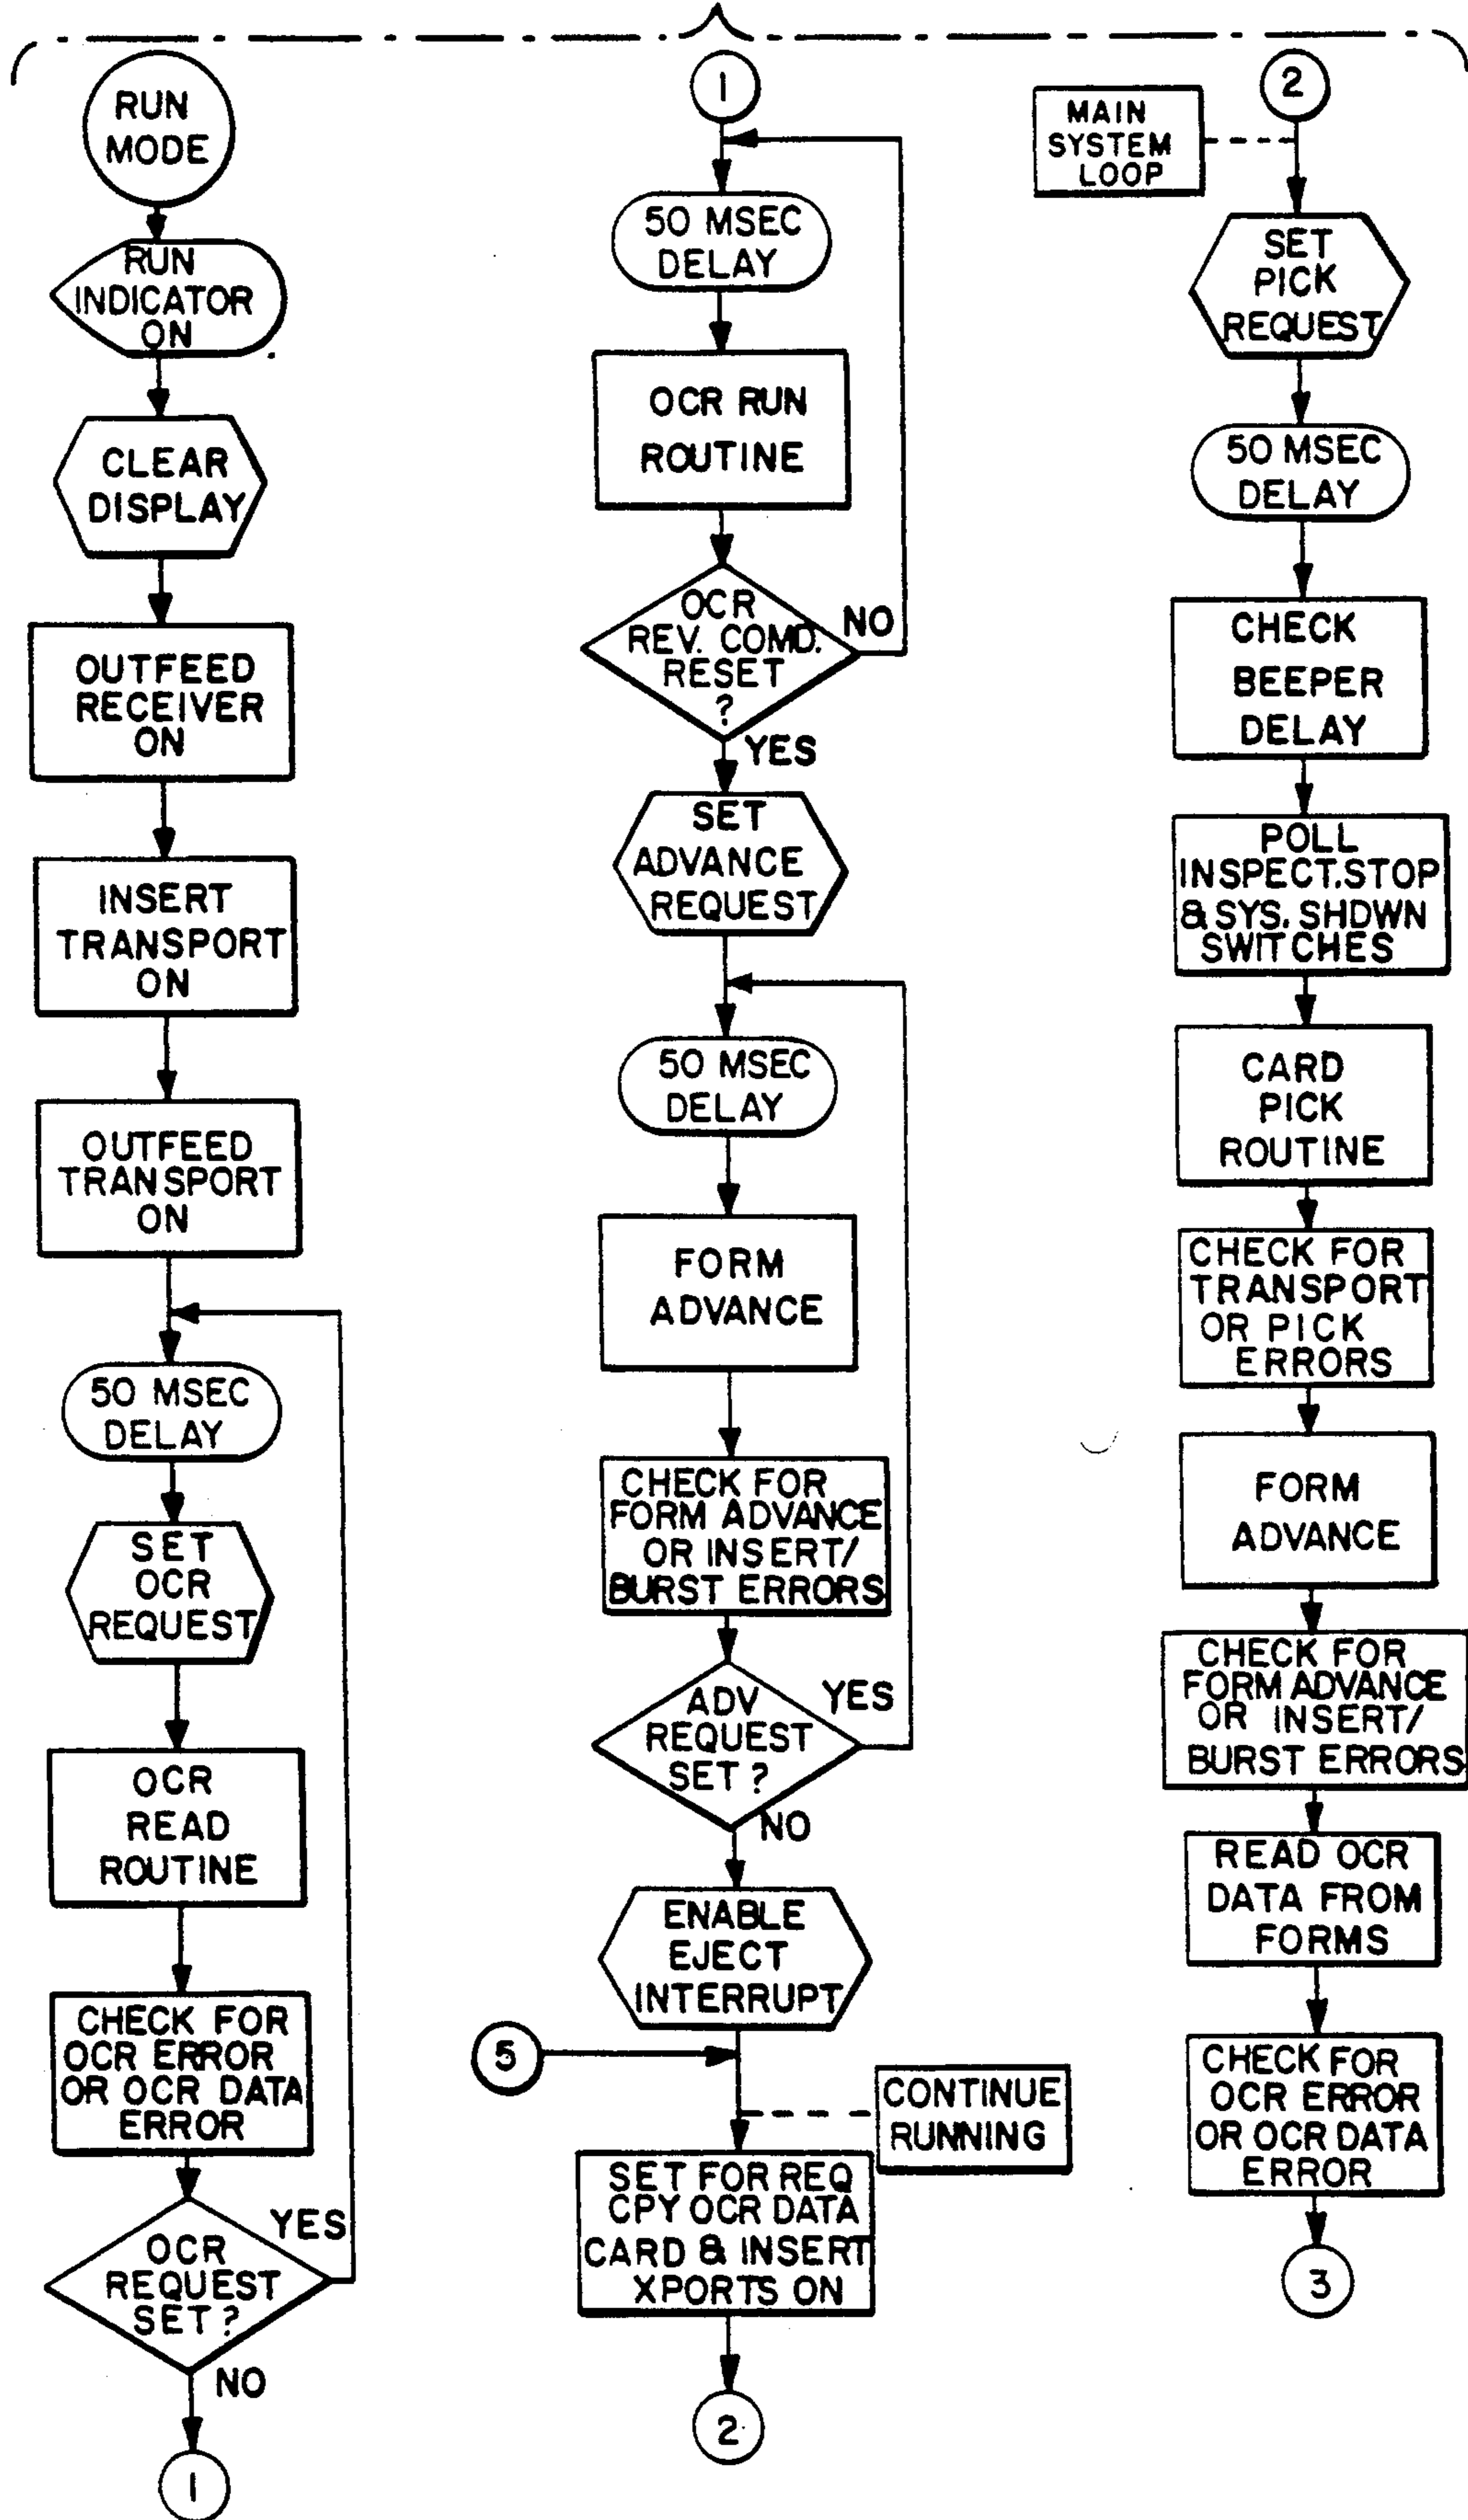 RUN
MODE
RUN
INDICATOR
ON
CLEAR
DISPLAY
OUTFEED
RECEIVER
ON
INSERT
TRANSPORT
ON
OUTFEED
TRANSPORT
ON
50 MSEC
DELAY
SET
OCR
REQUEST
OCR
READ
ROUTINE
CHECK FOR
OCR ERROR
OR OCR DATA
ERROR
YES
OCR
REQUEST
SET?
NO
1
1
50 MSEC
DELAY
OCR RUN
ROUTINE
OCR
REV. COMD.
RESET
?
NO
YES
SET
ADVANCE
REQUEST
50 MSEC
DELAY
FORM
ADVANCE
CHECK FOR
FORM ADVANCE
OR INSERT/
BURST ERRORS
ADV
REQUEST
SET?
YES
NO
ENABLE
EJECT
INTERRUPT
5
CONTINUE
RUNNING
SET FOR REQ
CPY OCR DATA
CARD & INSERT
XPORTS ON
2
2
MAIN
SYSTEM
LOOP
SET
PICK
REQUEST
50 MSEC
DELAY
CHECK
BEEPER
DELAY
POLL
INSPECT.STOP
& SYS. SHDWN
SWITCHES
CARD
PICK
ROUTINE
CHECK FOR
TRANSPORT
OR PICK
ERRORS
FORM
ADVANCE
CHECK FOR
FORM ADVANCE
OR INSERT/
BURST ERRORS
READ OCR
DATA FROM
FORMS
CHECK FOR
OCR ERROR
OR OCR DATA
ERROR
3